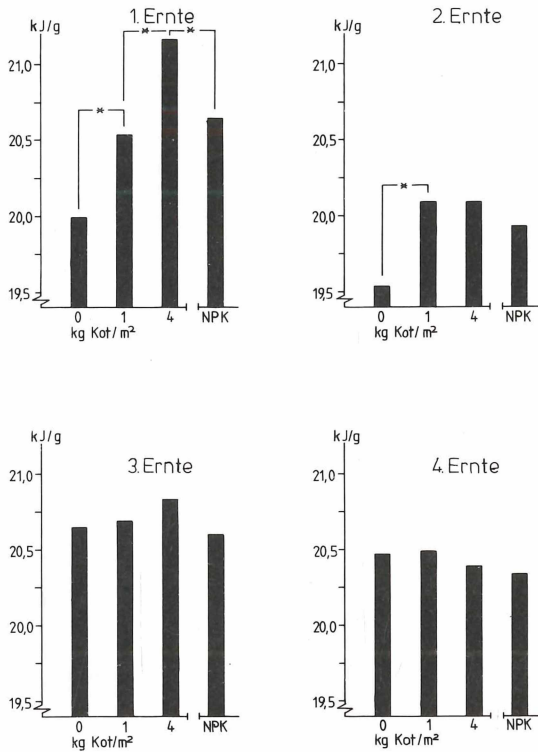 1. Ernte
kJ/g
21,0
20,5
20,0
19,5
0 1 4 NPK
kg Kot/m²
2. Ernte
kJ/g
21,0
20,5
20,0
19,5
0 1 4 NPK
kg Kot/m²
3. Ernte
kJ/g
21,0
20,5
20,0
19,5
0 1 4 NPK
kg Kot/m²
4. Ernte
kJ/g
21,0
20,5
20,0
19,5
0 1 4 NPK
kg Kot/m²